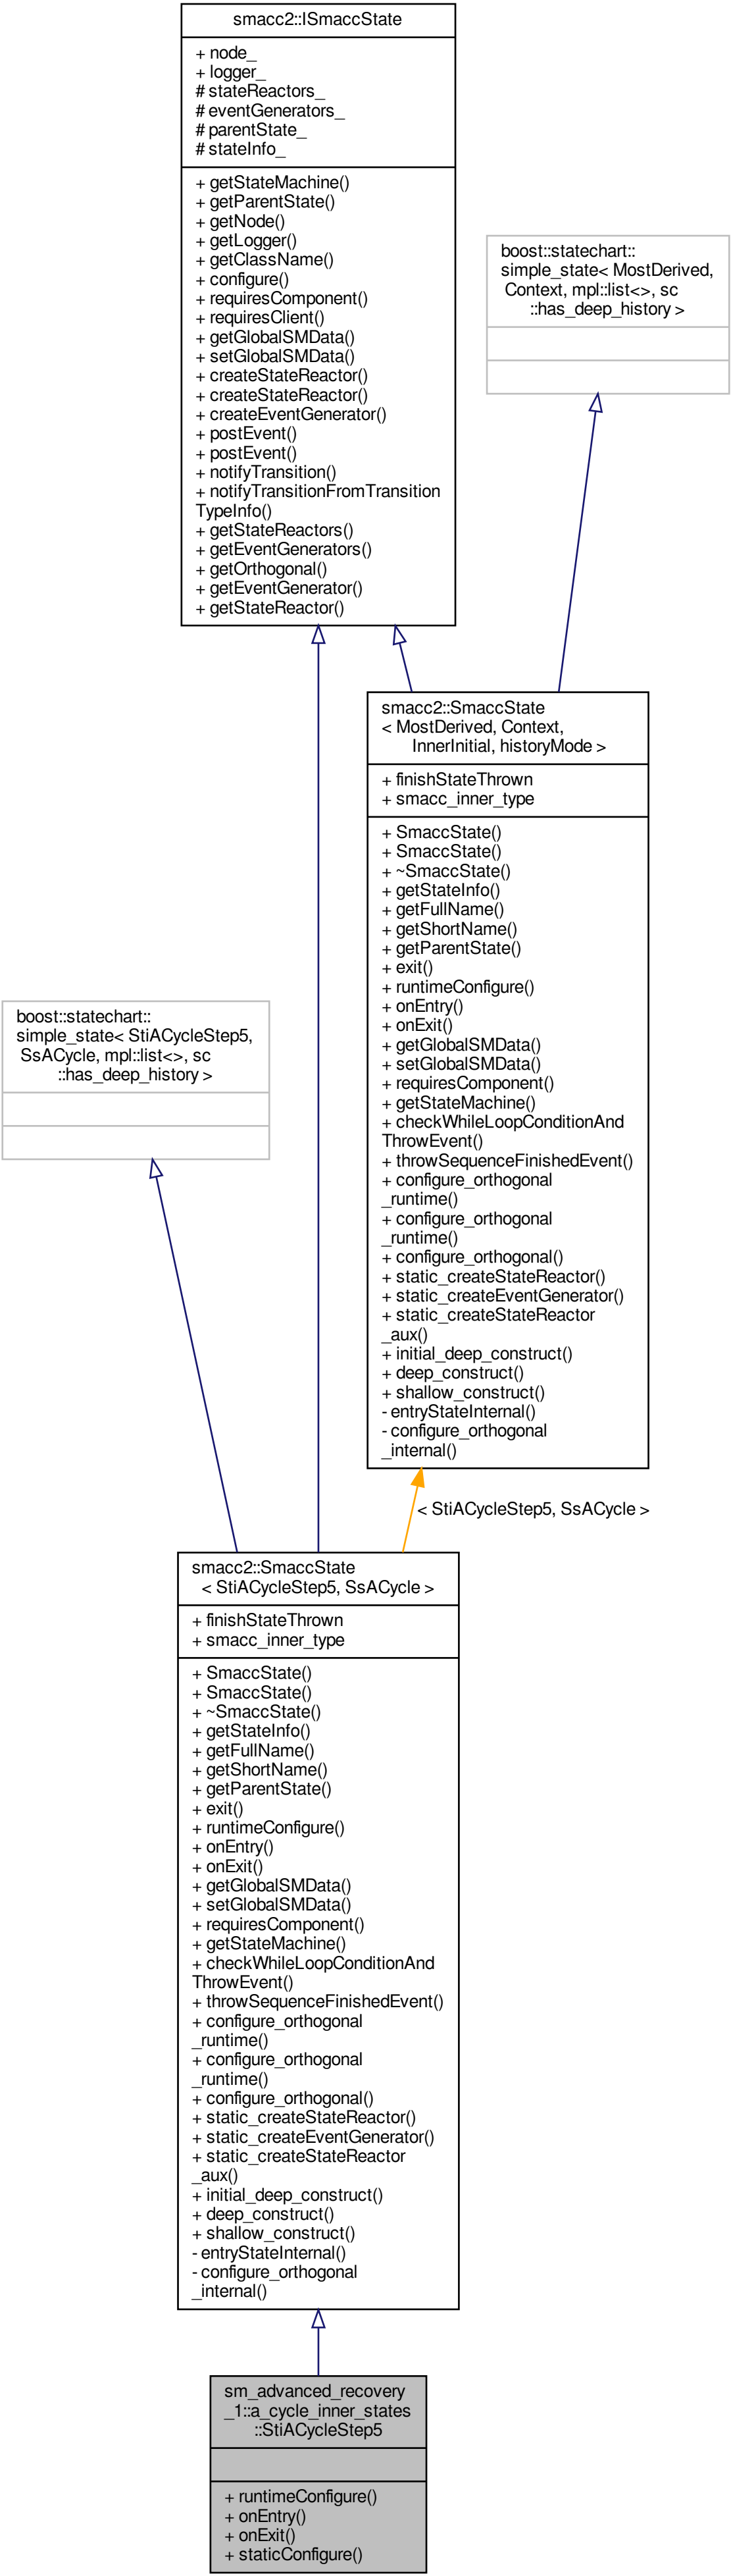 smacc2::ISmaccState
+ node_
+ logger_
# stateReactors_
# eventGenerators_
# parentState_
# stateInfo_
+ getStateMachine()
+ getParentState()
+ getNode()
+ getLogger()
+ getClassName()
+ configure()
+ requiresComponent()
+ requiresClient()
+ getGlobalSMData()
+ setGlobalSMData()
+ createStateReactor()
+ createStateReactor()
+ createEventGenerator()
+ postEvent()
+ postEvent()
+ notifyTransition()
+ notifyTransitionFromTransition
TypeInfo()
+ getStateReactors()
+ getEventGenerators()
+ getOrthogonal()
+ getEventGenerator()
+ getStateReactor()
boost::statechart::
simple_state< MostDerived,
Context, mpl::list<>, sc
::has_deep_history >
smacc2::SmaccState
< MostDerived, Context,
InnerInitial, historyMode >
+ finishStateThrown
+ smacc_inner_type
+ SmaccState()
+ SmaccState()
+ ~SmaccState()
+ getStateInfo()
+ getFullName()
+ getShortName()
+ getParentState()
+ exit()
+ runtimeConfigure()
+ onEntry()
+ onExit()
+ getGlobalSMData()
+ setGlobalSMData()
+ requiresComponent()
+ getStateMachine()
+ checkWhileLoopConditionAnd
ThrowEvent()
+ throwSequenceFinishedEvent()
+ configure_orthogonal
_runtime()
+ configure_orthogonal
_runtime()
+ configure_orthogonal()
+ static_createStateReactor()
+ static_createEventGenerator()
+ static_createStateReactor
_aux()
+ initial_deep_construct()
+ deep_construct()
+ shallow_construct()
- entryStateInternal()
- configure_orthogonal
_internal()
boost::statechart::
simple_state< StiACycleStep5,
SsACycle, mpl::list<>, sc
::has_deep_history >
< StiACycleStep5, SsACycle >
smacc2::SmaccState
< StiACycleStep5, SsACycle >
+ finishStateThrown
+ smacc_inner_type
+ SmaccState()
+ SmaccState()
+ ~SmaccState()
+ getStateInfo()
+ getFullName()
+ getShortName()
+ getParentState()
+ exit()
+ runtimeConfigure()
+ onEntry()
+ onExit()
+ getGlobalSMData()
+ setGlobalSMData()
+ requiresComponent()
+ getStateMachine()
+ checkWhileLoopConditionAnd
ThrowEvent()
+ throwSequenceFinishedEvent()
+ configure_orthogonal
_runtime()
+ configure_orthogonal
_runtime()
+ configure_orthogonal()
+ static_createStateReactor()
+ static_createEventGenerator()
+ static_createStateReactor
_aux()
+ initial_deep_construct()
+ deep_construct()
+ shallow_construct()
- entryStateInternal()
- configure_orthogonal
_internal()
sm_advanced_recovery
_1::a_cycle_inner_states
::StiACycleStep5
+ runtimeConfigure()
+ onEntry()
+ onExit()
+ staticConfigure()